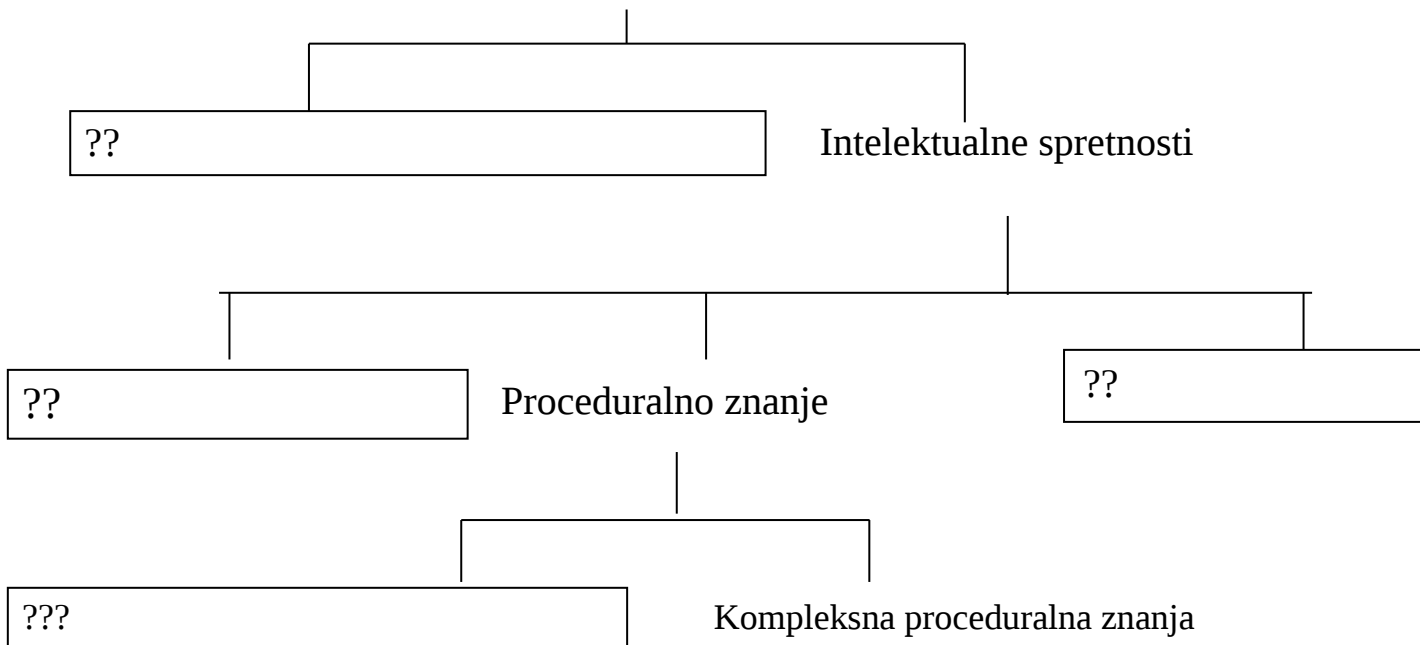 ??
Intelektualne spretnosti
??
Proceduralno znanje
??
???
Kompleksna proceduralna znanja